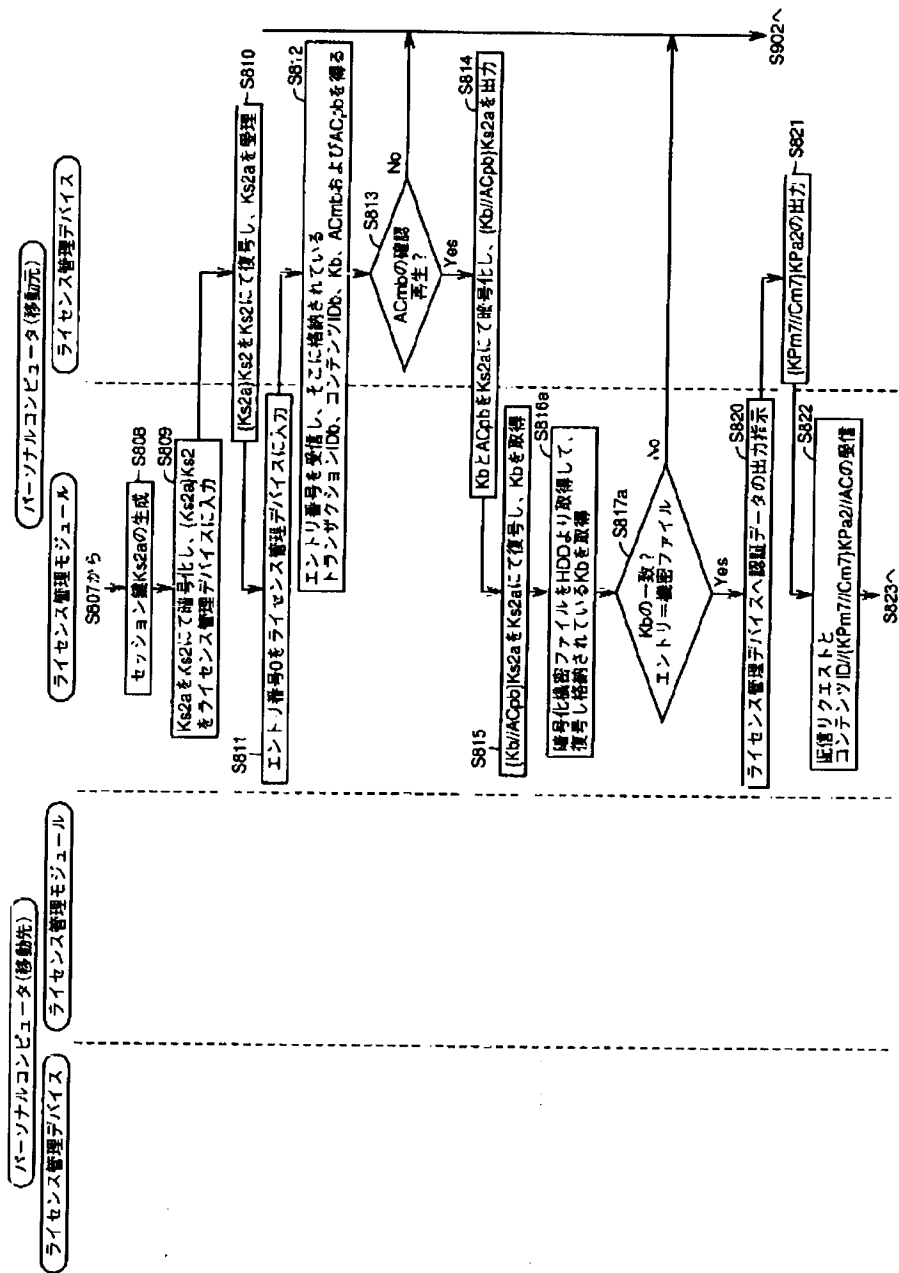 パーソナルコンピュータ(移動先)
ライセンス管理デバイス
ライセンス管理モジュール
パーソナルコンピュータ(移動元)
ライセンス管理モジュール
ライセンス管理デバイス
S807から
セッション鍵Ks2aの生成
S808
S809
Ks2aをKs2にて暗号化し、{Ks2a}Ks2
をライセンス管理デバイスに入力
S810
{Ks2a}Ks2をKs2にて復号し、Ks2aを受理
S811
エントリ番号0をライセンス管理デバイスに入力
S812
エントリ番号を受信し、そこに格納されている
トランザクションIDb、コンテンツIDb、Kb、ACmbおよびACpbを得る
S813
ACmbの確認
再生?
No
Yes
S814
KbとACpbをKs2aにて暗号化し、{Kb//ACpb}Ks2aを出力
S815
{Kb//ACpb}Ks2aをKs2aにて復号し、Kbを取得
S816a
暗号化機密ファイルをHDDより取得して、
復号し格納されているKbを取得
S817a
Kbの一致?
エントリ=機密ファイル
No
Yes
S820
ライセンス管理デバイスへ認証データの出力指示
S821
{KPm7//Cm7}KPa2の出力
S822
配信リクエストと
コンテンツID//{KPm7//Cm7}KPa2//ACの受信
S823へ
S902へ